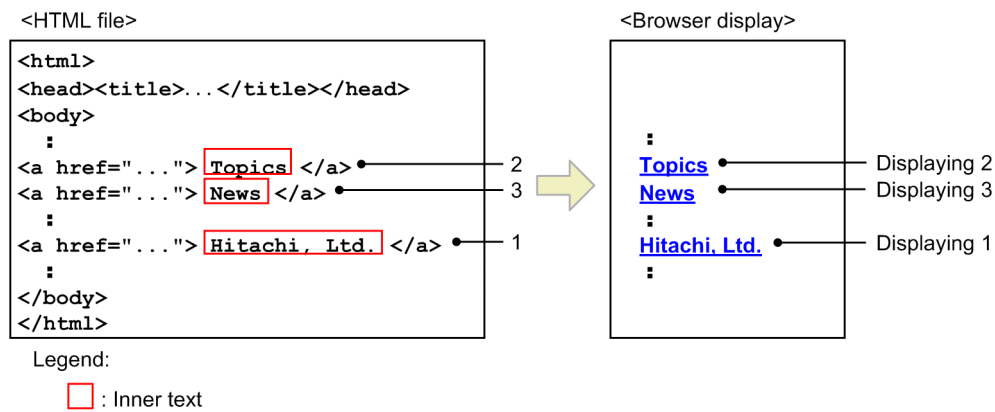 <HTML file>
<html>
<head><title>...</title></head>
<body>
:
<a href="..."> Topics </a> 2
<a href="..."> News </a> 3
:
<a href="..."> Hitachi, Ltd. </a> 1
:
</body>
</html>
<Browser display>
:
Topics Displaying 2
News Displaying 3
:
Hitachi, Ltd. Displaying 1
:
Legend:
: Inner text